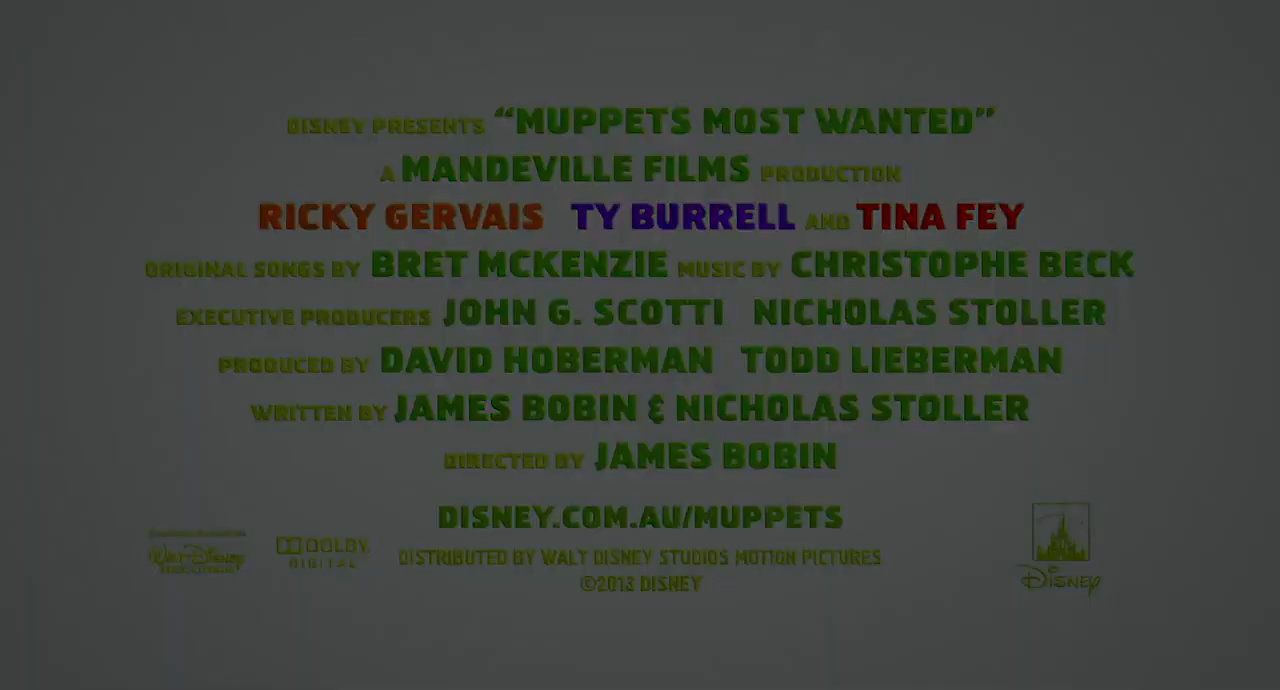 DISNEY PRESENTS “MUPPETS MOST WANTED”
A MANDEVILLE FILMS PRODUCTION
RICKY GERVAIS TY BURRELL AND TINA FEY
ORIGINAL SONGS BY BRET MCKENZIE MUSIC BY CHRISTOPHE BECK
EXECUTIVE PRODUCERS JOHN G. SCOTTI NICHOLAS STOLLER
PRODUCED BY DAVID HOBERMAN TODD LIEBERMAN
WRITTEN BY JAMES BOBIN & NICHOLAS STOLLER
DIRECTED BY JAMES BOBIN
DISNEY.COM.AU/MUPPETS
WALT DISNEY
DOLBY
DIGITAL
DISTRIBUTED BY WALT DISNEY STUDIOS MOTION PICTURES
©2013 DISNEY
DISNEY